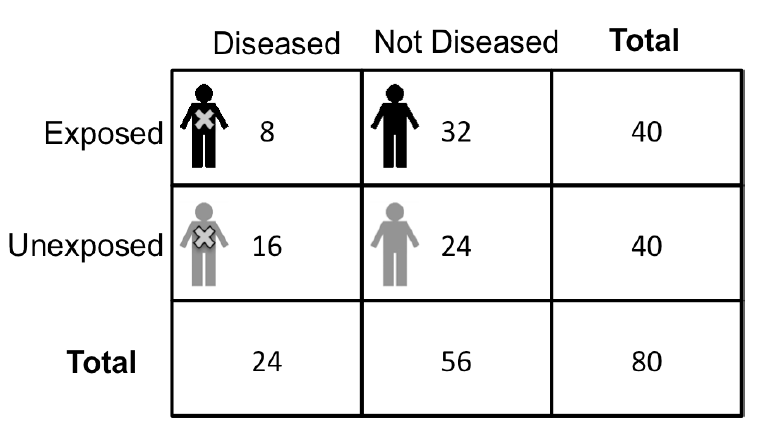 Diseased Not Diseased Total
Exposed 8 32 40
Unexposed 16 24 40
Total 24 56 80